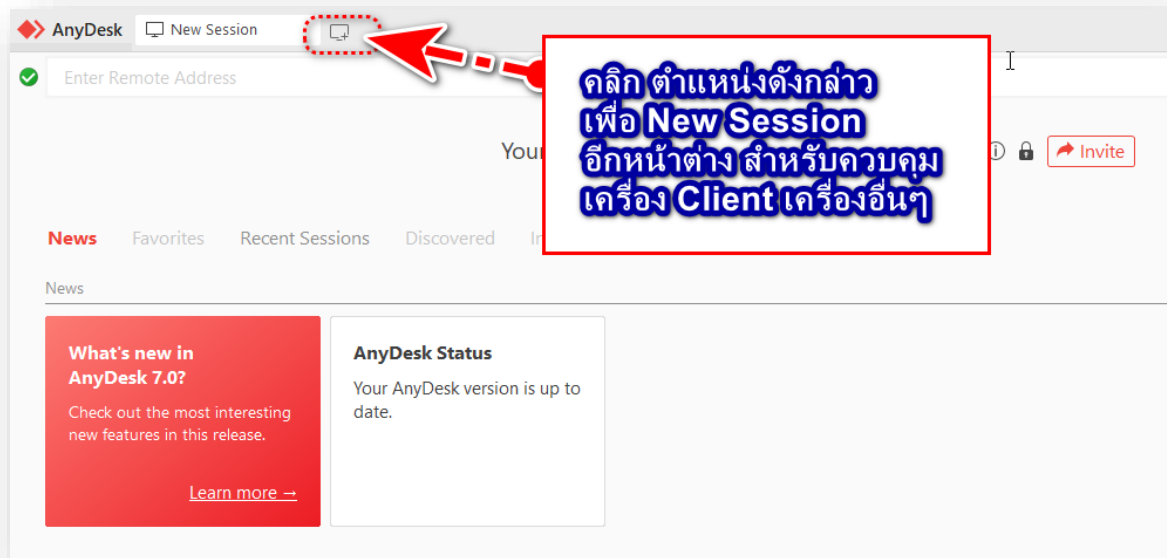 AnyDesk New Session
Enter Remote Address
คลิก ตำแหน่งดังกล่าว
เพื่อ New Session
อีกหน้าต่าง สำหรับควบคุม
เครื่อง Client เครื่องอื่นๆ
Invite
News Favorites Recent Sessions Discovered
News
What's new in
AnyDesk 7.0?
Check out the most interesting
new features in this release.
Learn more →
AnyDesk Status
Your AnyDesk version is up to
date.